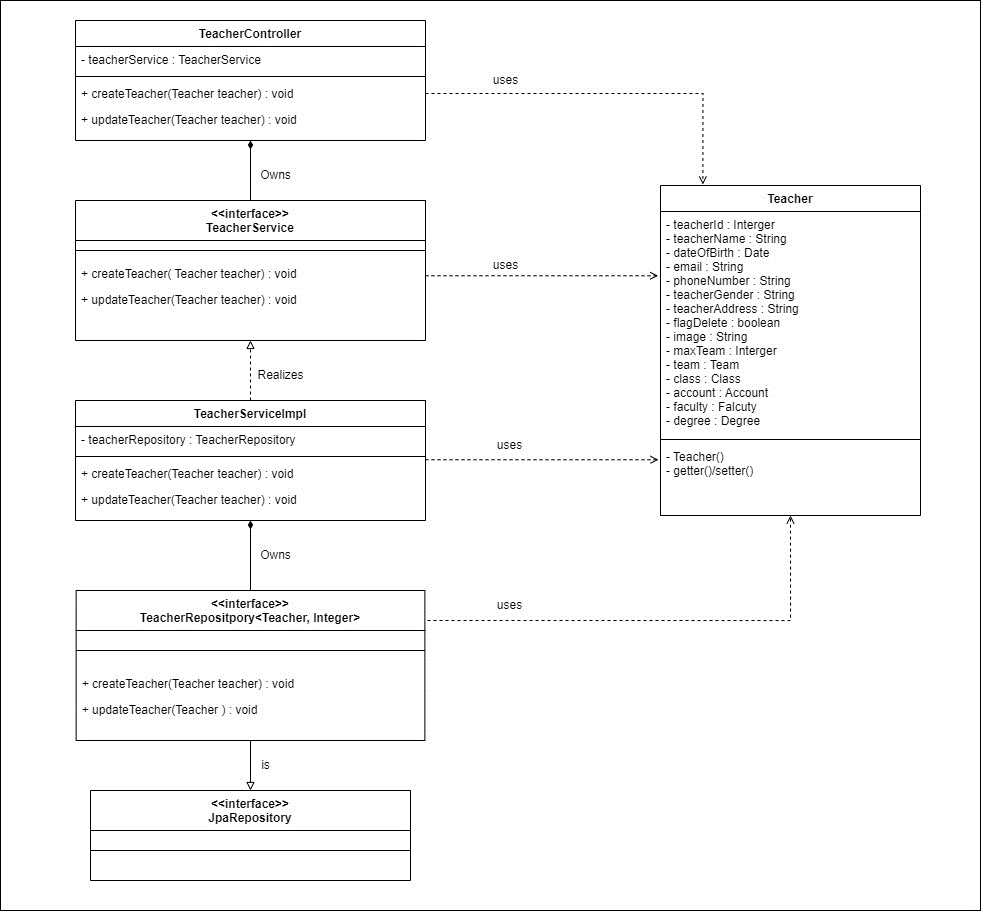 TeacherController
- teacherService : TeacherService
+ createTeacher(Teacher teacher) : void
+ updateTeacher(Teacher teacher) : void
uses
Owns
<<interface>>
TeacherService
+ createTeacher( Teacher teacher) : void
+ updateTeacher(Teacher teacher) : void
uses
Realizes
TeacherServiceImpl
- teacherRepository : TeacherRepository
+ createTeacher(Teacher teacher) : void
+ updateTeacher(Teacher teacher) : void
uses
Owns
<<interface>>
TeacherRepositpory<Teacher, Integer>
+ createTeacher(Teacher teacher) : void
+ updateTeacher(Teacher ) : void
uses
is
<<interface>>
JpaRepository
Teacher
- teacherId : Interger
- teacherName : String
- dateOfBirth : Date
- email : String
- phoneNumber : String
- teacherGender : String
- teacherAddress : String
- flagDelete : boolean
- image : String
- maxTeam : Interger
- team : Team
- class : Class
- account : Account
- faculty : Falcuty
- degree : Degree
- Teacher()
- getter()/setter()